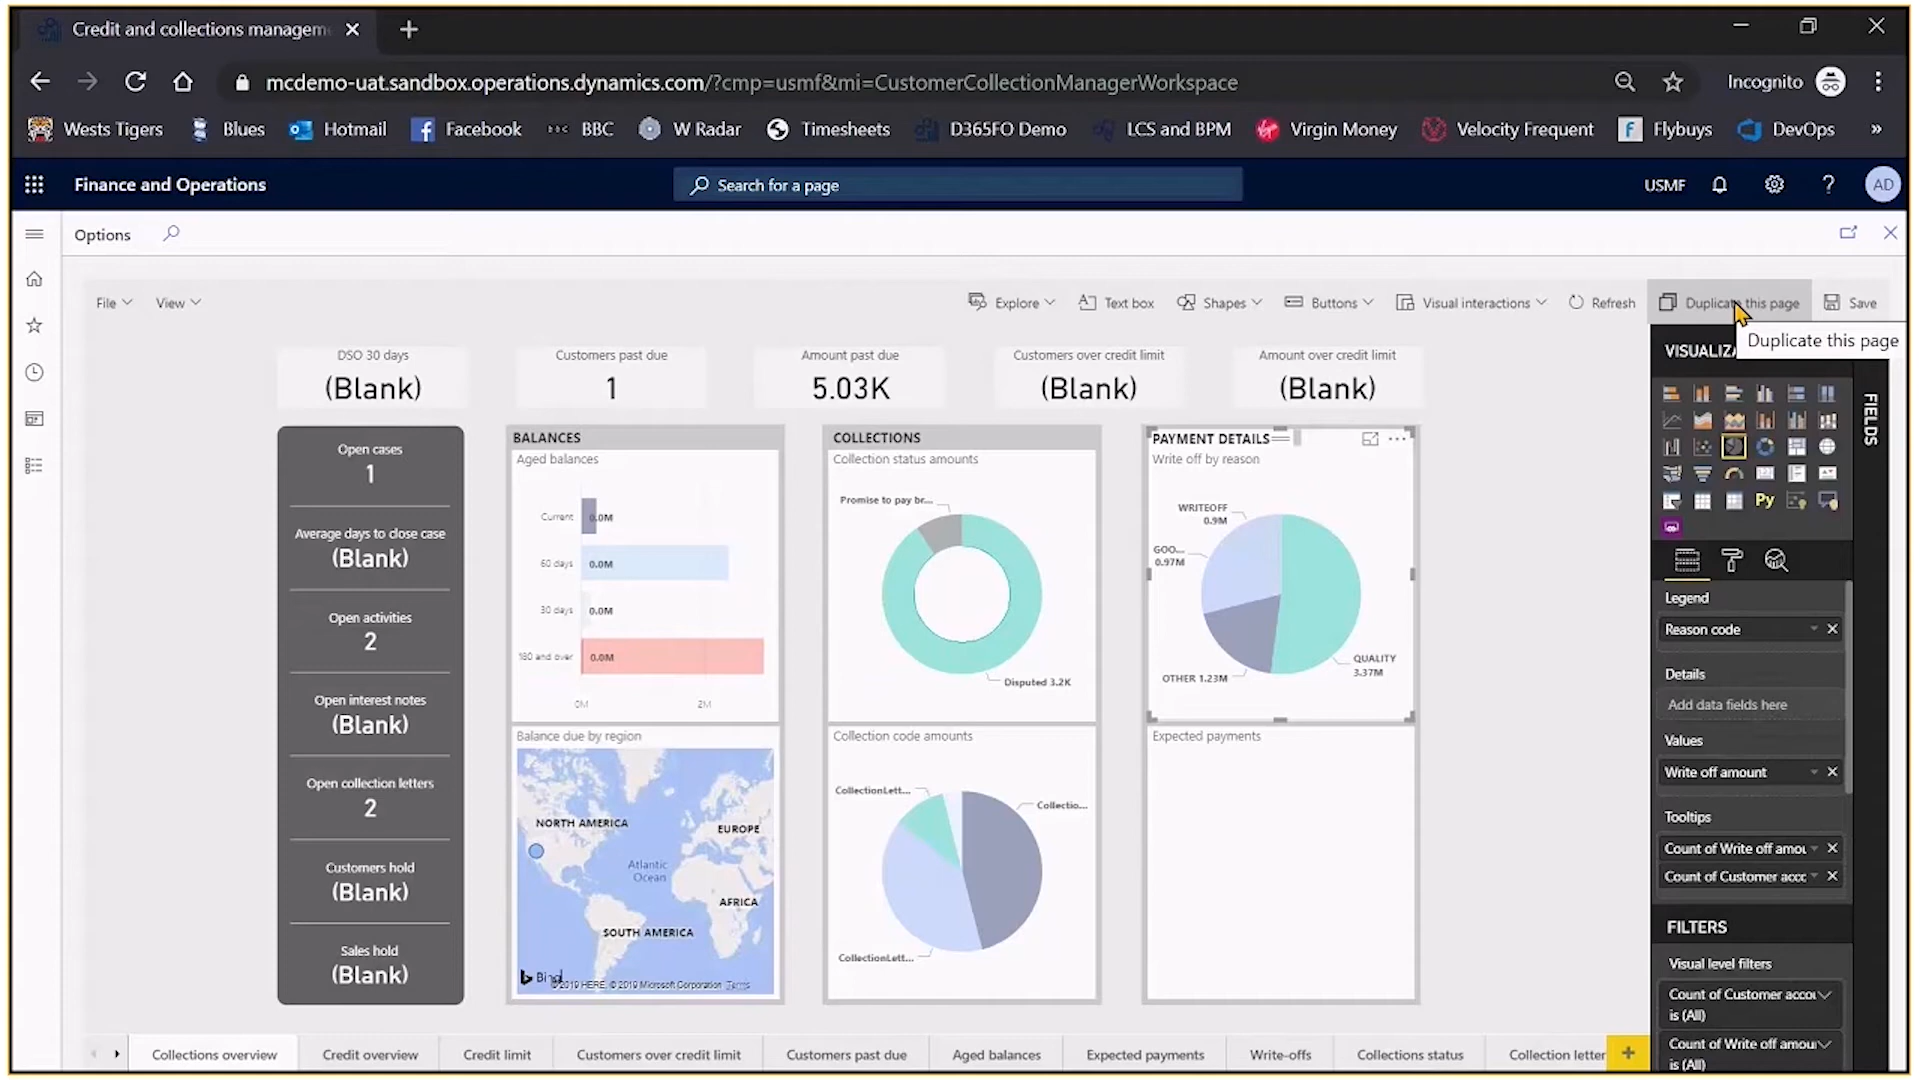 Credit and collections managem
mcdemo-uat.sandbox.operations.dynamics.com/?cmp=usmf&mi=CustomerCollectionManagerWorkspace
Incognito
Wests Tigers
Blues
Hotmail
Facebook
BBC
W Radar
Timesheets
D365FO Demo
LCS and BPM
Virgin Money
Velocity Frequent
Flybuys
DevOps
»
Finance and Operations
Search for a page
USMF
?
AD
Options
File
View
Explore
Text box
Shapes
Buttons
Visual interactions
Refresh
Duplicate this page
Save
Duplicate this page
DSO 30 days
(Blank)
Customers past due
1
Amount past due
5.03K
Customers over credit limit
(Blank)
Amount over credit limit
(Blank)
Open cases
1
Average days to close case
(Blank)
Open activities
2
Open interest notes
(Blank)
Open collection letters
2
Customers hold
(Blank)
Sales hold
(Blank)
BALANCES
Aged balances
Current
0.0M
60 days
0.0M
30 days
0.0M
180 and over
0.0M
0M
2M
Balance due by region
NORTH AMERICA
EUROPE
Atlantic
Ocean
AFRICA
SOUTH AMERICA
Bing
© 2019 HERE, © 2019 Microsoft Corporation Terms
COLLECTIONS
Collection status amounts
Promise to pay br...
Disputed 3.2K
Collection code amounts
CollectionLett...
Collectio...
CollectionLett...
PAYMENT DETAILS
Write off by reason
WRITEOFF
0.9M
GOO...
0.97M
OTHER 1.23M
QUALITY
3.37M
Expected payments
VISUALIZA
FIELDS
Py
Legend
Reason code
Details
Add data fields here
Values
Write off amount
Tooltips
Count of Write off amou
Count of Customer accc
FILTERS
Visual level filters
Count of Customer accou
is (All)
Count of Write off amou
is (All)
Collections overview
Credit overview
Credit limit
Customers over credit limit
Customers past due
Aged balances
Expected payments
Write-offs
Collections status
Collection letter